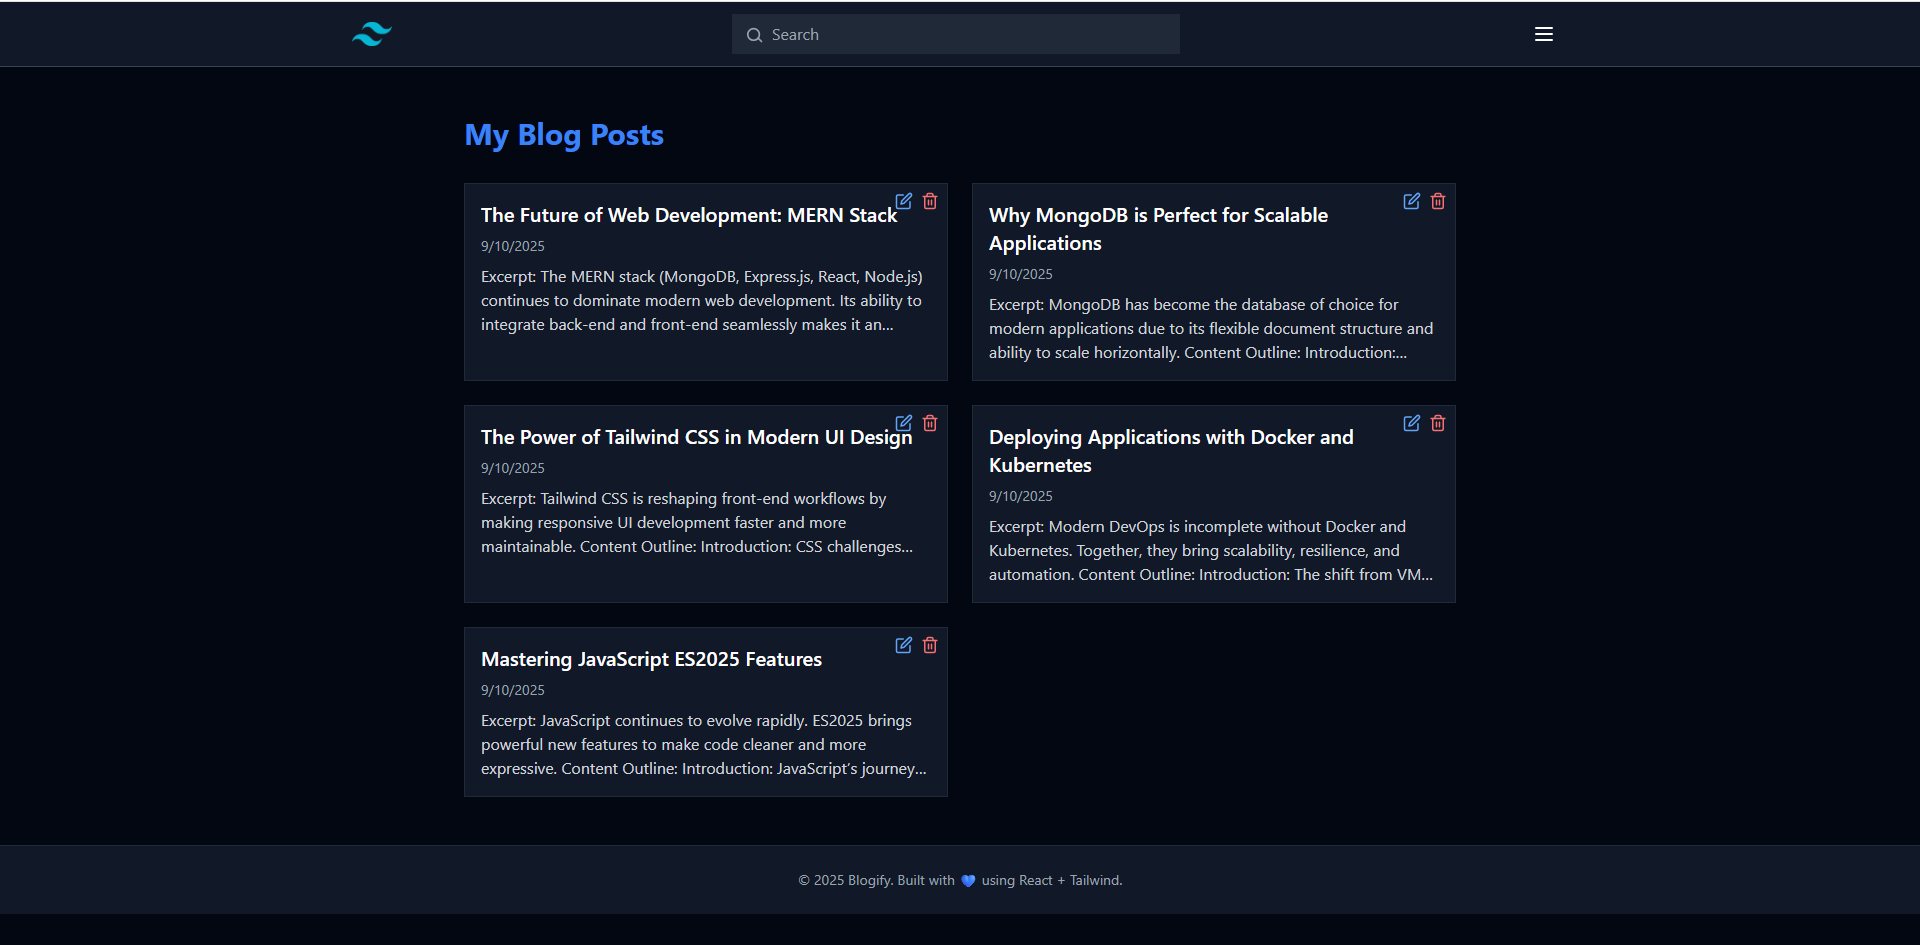 Search
My Blog Posts
The Future of Web Development: MERN Stack
9/10/2025
Excerpt: The MERN stack (MongoDB, Express.js, React, Node.js)
continues to dominate modern web development. Its ability to
integrate back-end and front-end seamlessly makes it an...
Why MongoDB is Perfect for Scalable
Applications
9/10/2025
Excerpt: MongoDB has become the database of choice for
modern applications due to its flexible document structure and
ability to scale horizontally. Content Outline: Introduction:...
The Power of Tailwind CSS in Modern UI Design
9/10/2025
Excerpt: Tailwind CSS is reshaping front-end workflows by
making responsive UI development faster and more
maintainable. Content Outline: Introduction: CSS challenges...
Deploying Applications with Docker and
Kubernetes
9/10/2025
Excerpt: Modern DevOps is incomplete without Docker and
Kubernetes. Together, they bring scalability, resilience, and
automation. Content Outline: Introduction: The shift from VM...
Mastering JavaScript ES2025 Features
9/10/2025
Excerpt: JavaScript continues to evolve rapidly. ES2025 brings
powerful new features to make code cleaner and more
expressive. Content Outline: Introduction: JavaScript’s journey...
© 2025 Blogify. Built with 💙 using React + Tailwind.